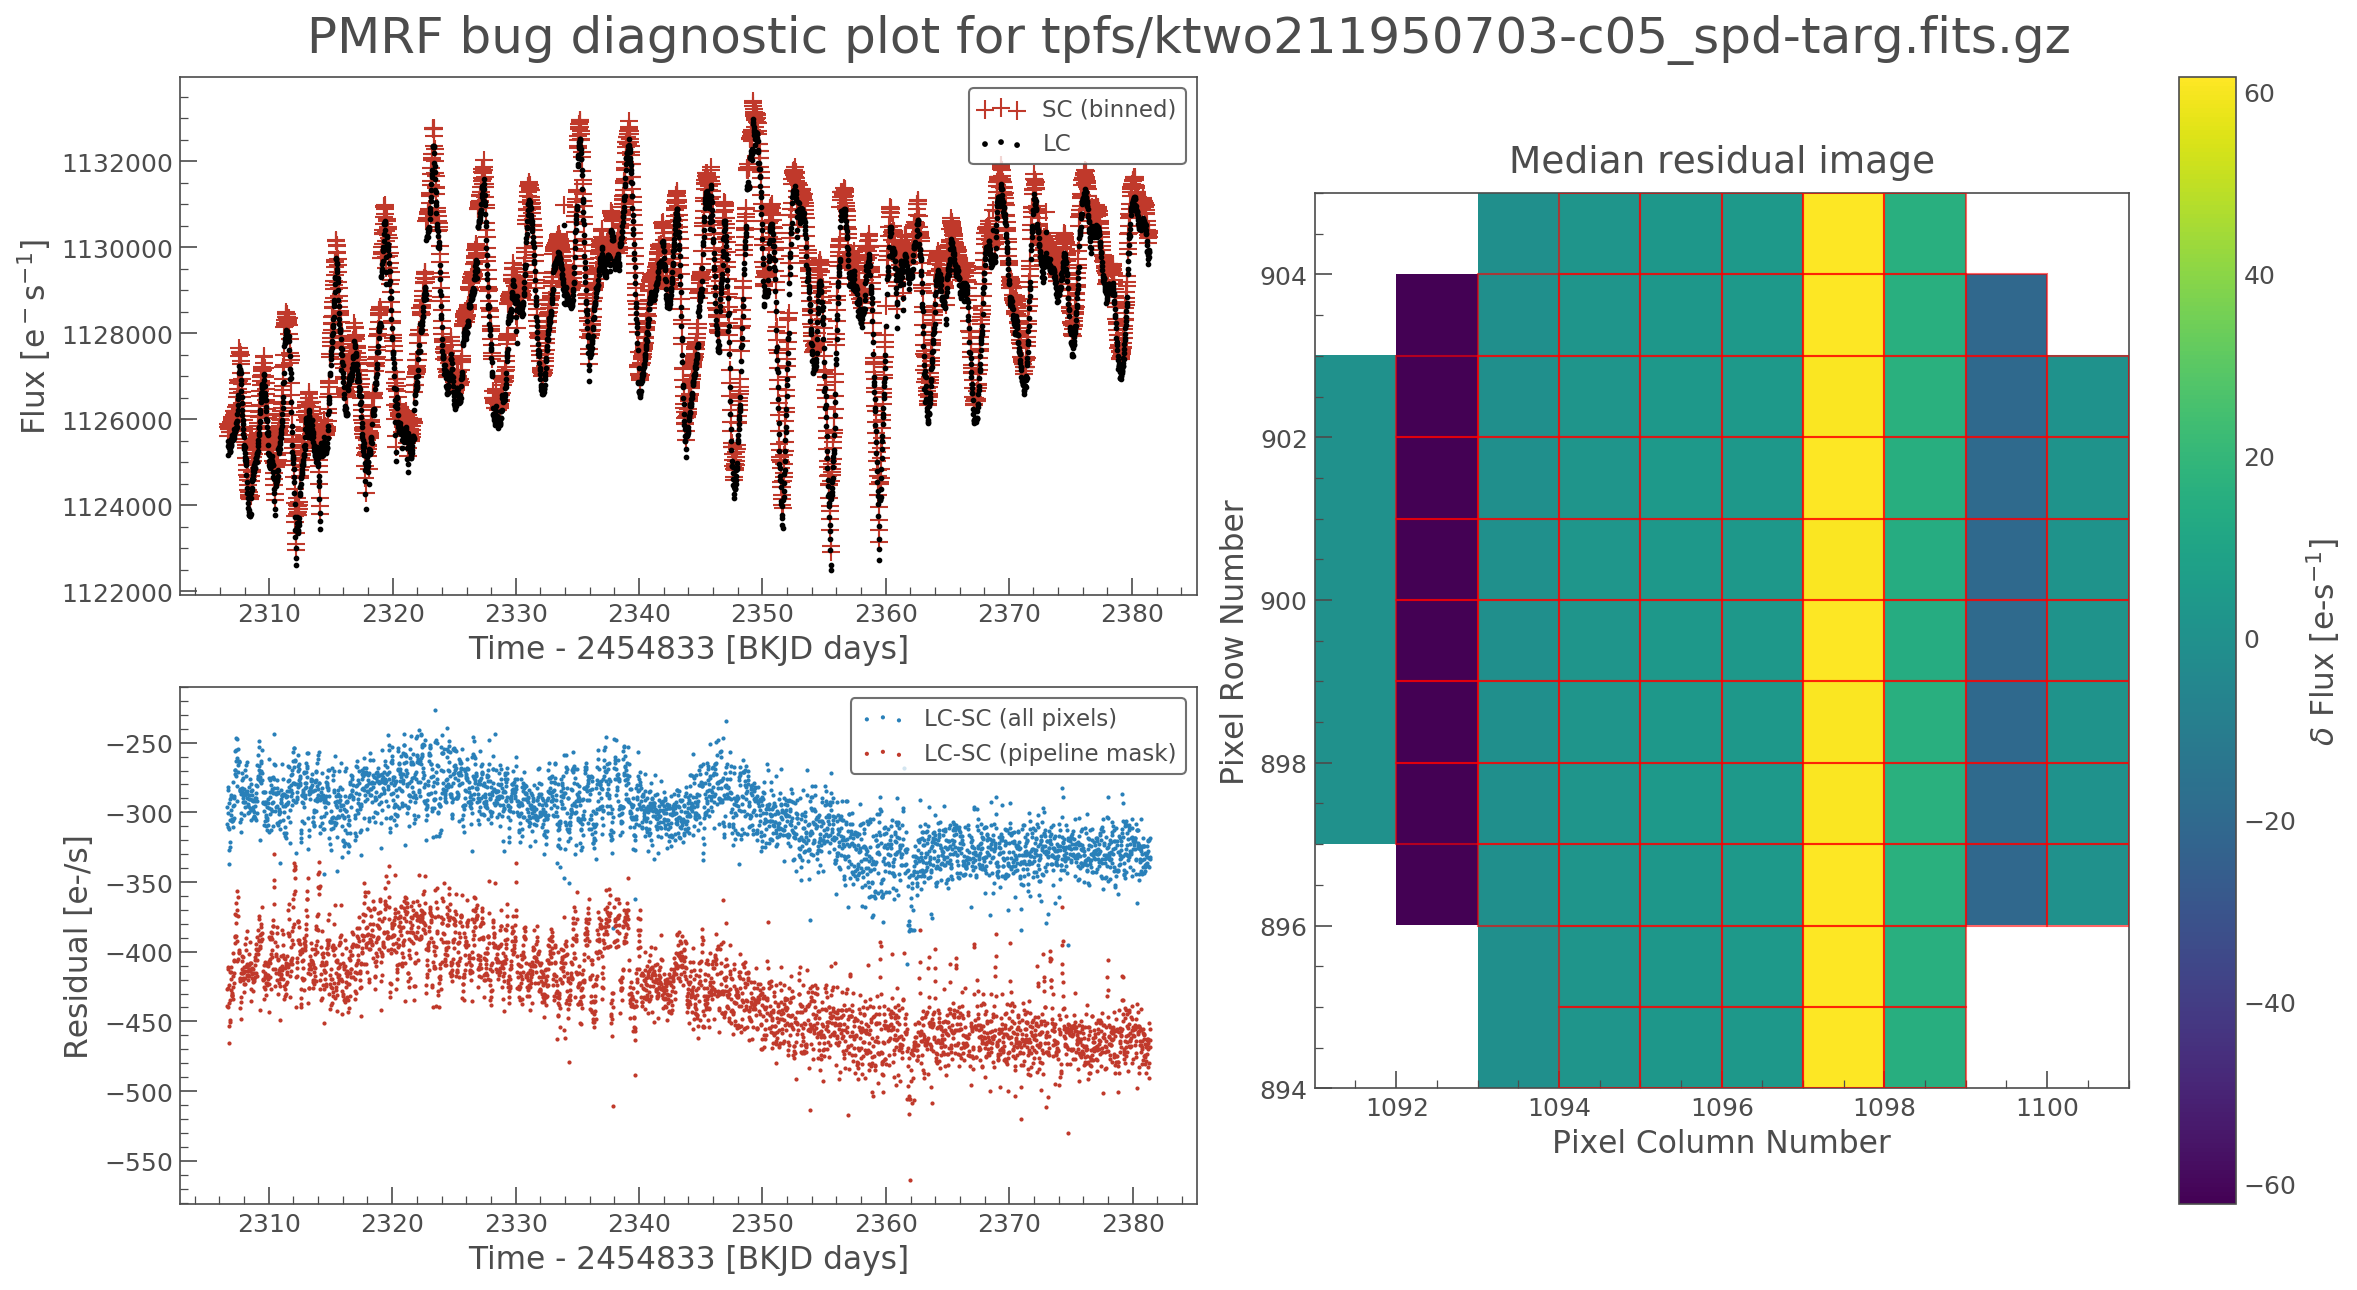 PMRF bug diagnostic plot for tpfs/ktwo211950703-c05_spd-targ.fits.gz
SC (binned)
LC
1132000
1130000
1128000
1126000
1124000
1122000
Flux [e⁻ s⁻¹]
2310 2320 2330 2340 2350 2360 2370 2380
Time - 2454833 [BKJD days]
LC-SC (all pixels)
LC-SC (pipeline mask)
−250
−300
−350
−400
−450
−500
−550
Residual [e-/s]
2310 2320 2330 2340 2350 2360 2370 2380
Time - 2454833 [BKJD days]
Median residual image
904
902
900
898
896
894
Pixel Row Number
1092 1094 1096 1098 1100
Pixel Column Number
60
40
20
0
−20
−40
−60
δ Flux [e-s⁻¹]